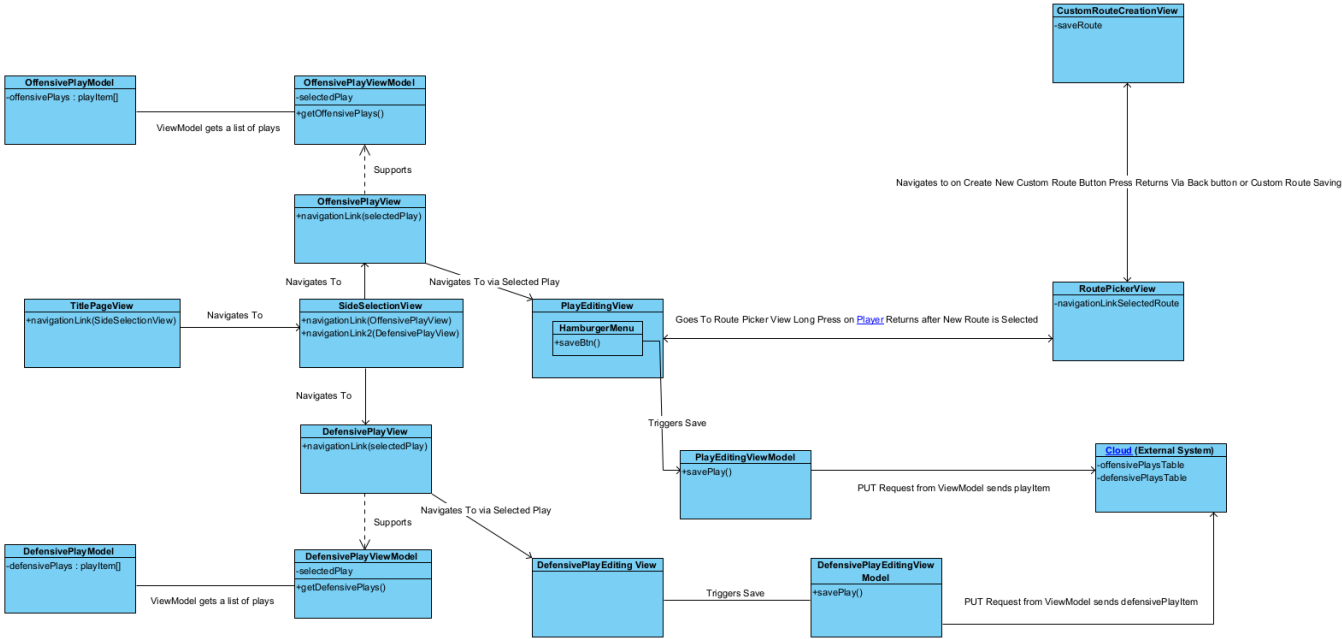 CustomRouteCreationView
-saveRoute
OffensivePlayModel
-offensivePlays : playItem[]
OffensivePlayViewModel
-selectedPlay
+getOffensivePlays()
ViewModel gets a list of plays
Supports
Navigates to on Create New Custom Route Button Press Returns Via Back button or Custom Route Saving
OffensivePlayView
+navigationLink(selectedPlay)
Navigates To
Navigates To via Selected Play
RoutePickerView
-navigationLinkSelectedRoute
TitlePageView
+navigationLink(SideSelectionView)
Navigates To
SideSelectionView
+navigationLink(OffensivePlayView)
+navigationLink2(DefensivePlayView)
PlayEditingView
HamburgerMenu
+saveBtn()
Goes To Route Picker View Long Press on Player Returns after New Route is Selected
Navigates To
Triggers Save
DefensivePlayView
+navigationLink(selectedPlay)
PlayEditingViewModel
+savePlay()
PUT Request from ViewModel sends playItem
Cloud (External System)
-offensivePlaysTable
-defensivePlaysTable
Supports
Navigates To via Selected Play
DefensivePlayModel
-defensivePlays : playItem[]
DefensivePlayViewModel
-selectedPlay
+getDefensivePlays()
ViewModel gets a list of plays
DefensivePlayEditing View
Triggers Save
DefensivePlayEditingView
Model
+savePlay()
PUT Request from ViewModel sends defensivePlayItem